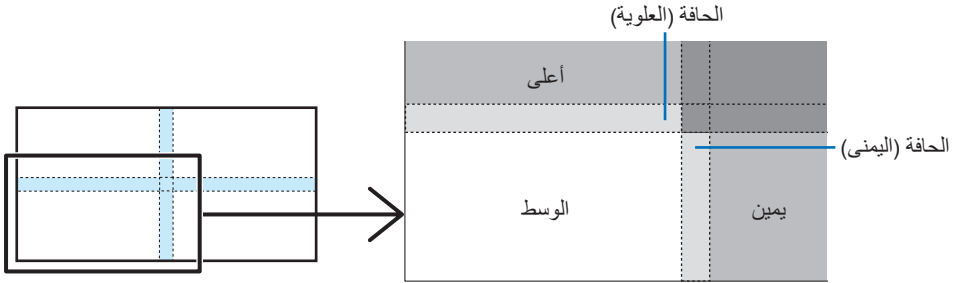 الحافة (العلوية)
أعلى
الحافة (اليمنى)
الوسط
يمين